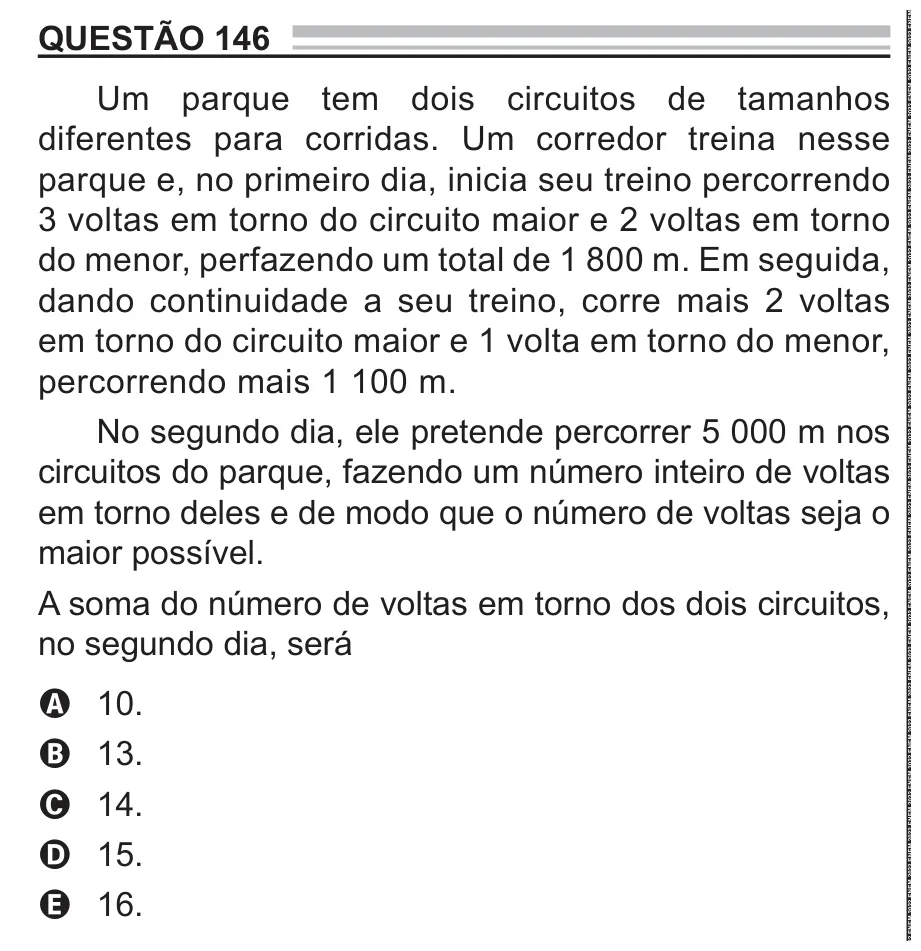 QUESTÃO 146
Um parque tem dois circuitos de tamanhos
diferentes para corridas. Um corredor treina nesse
parque e, no primeiro dia, inicia seu treino percorrendo
3 voltas em torno do circuito maior e 2 voltas em torno
do menor, perfazendo um total de 1 800 m. Em seguida,
dando continuidade a seu treino, corre mais 2 voltas
em torno do circuito maior e 1 volta em torno do menor,
percorrendo mais 1 100 m.
No segundo dia, ele pretende percorrer 5 000 m nos
circuitos do parque, fazendo um número inteiro de voltas
em torno deles e de modo que o número de voltas seja o
maior possível.
A soma do número de voltas em torno dos dois circuitos,
no segundo dia, será
A 10.
B 13.
C 14.
D 15.
E 16.